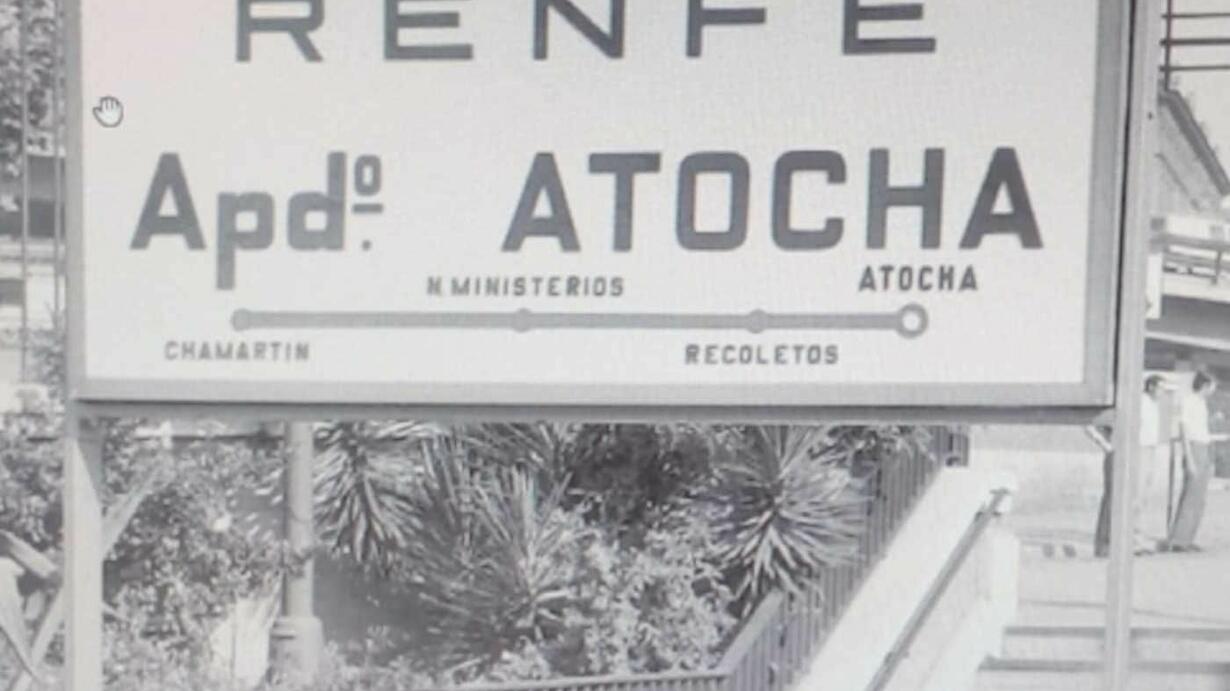 RENFE
Apdº. ATOCHA
N.MINISTERIOS
ATOCHA
CHAMARTIN
RECOLETOS